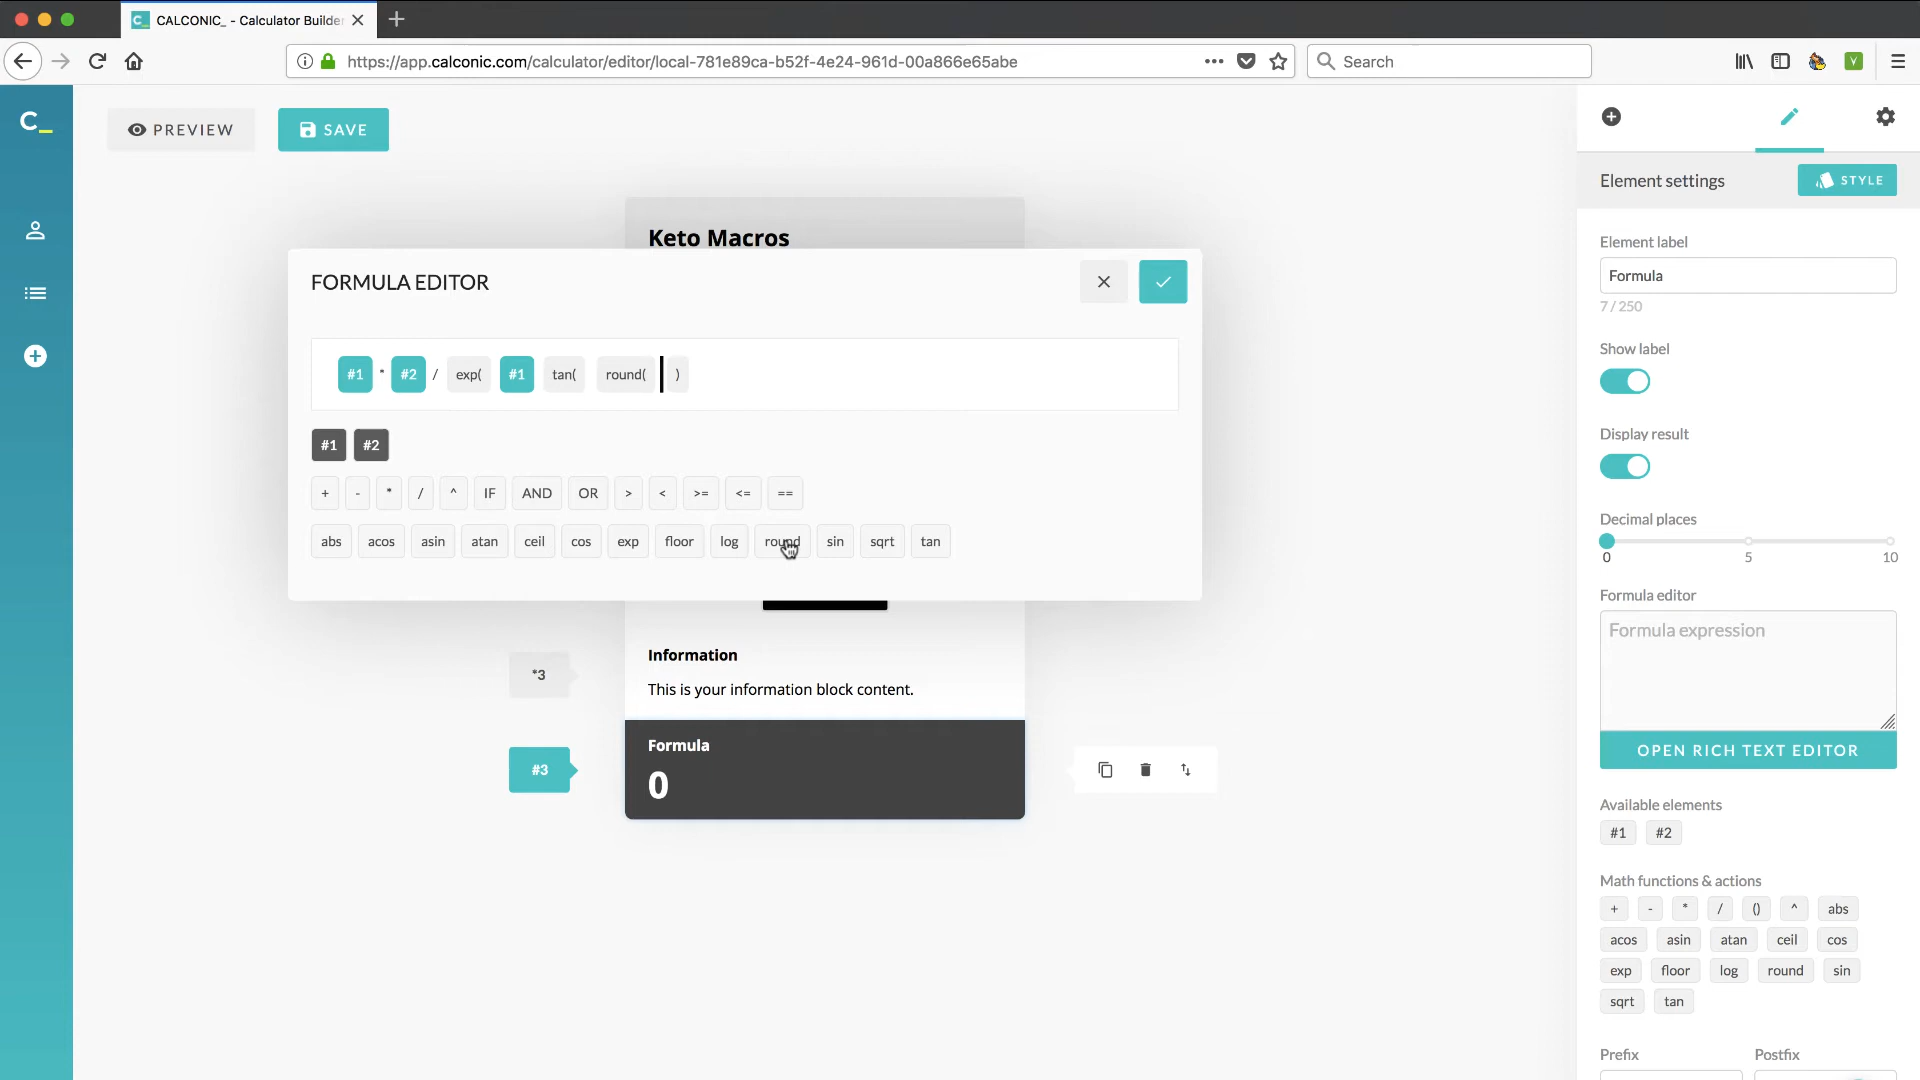 CALCONIC_ - Calculator Builder
https://app.calconic.com/calculator/editor/local-781e89ca-b52f-4e24-961d-00a866e65abe
Search
C_
PREVIEW
SAVE
Element settings
STYLE
Keto Macros
FORMULA EDITOR
#1 * #2 / exp( #1 tan( round( )
#1 #2
+ - * / ^ IF AND OR > < >= <= ==
abs acos asin atan ceil cos exp floor log round sin sqrt tan
*3
Information
This is your information block content.
#3
Formula
0
Element label
Formula
7 / 250
Show label
Display result
Decimal places
0 5 10
Formula editor
Formula expression
OPEN RICH TEXT EDITOR
Available elements
#1 #2
Math functions & actions
+ - * / () ^ abs
acos asin atan ceil cos
exp floor log round sin
sqrt tan
Prefix Postfix